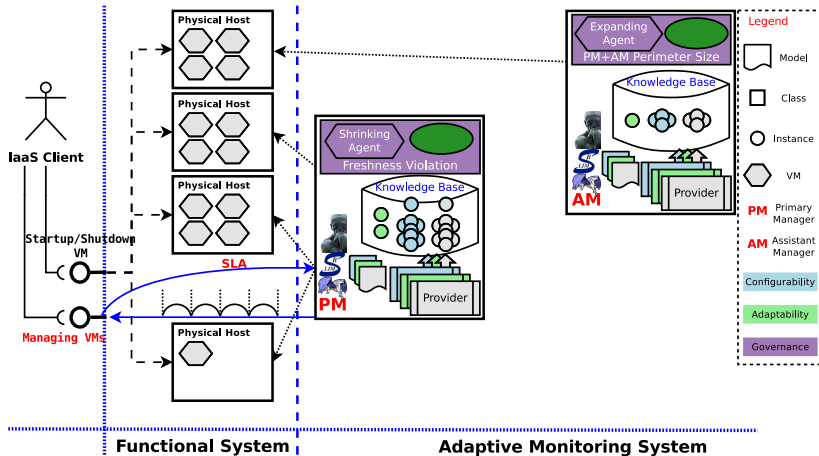 Physical Host
Physical Host
Physical Host
Physical Host
IaaS Client
Startup/Shutdown
VM
Managing VMs
SLA
Shrinking
Agent
Freshness Violation
Knowledge Base
PM
Provider
Expanding
Agent
PM+AM Perimeter Size
Knowledge Base
AM
Provider
Legend
Model
Class
Instance
VM
PM Primary
Manager
AM Assistant
Manager
Configurability
Adaptability
Governance
Functional System
Adaptive Monitoring System